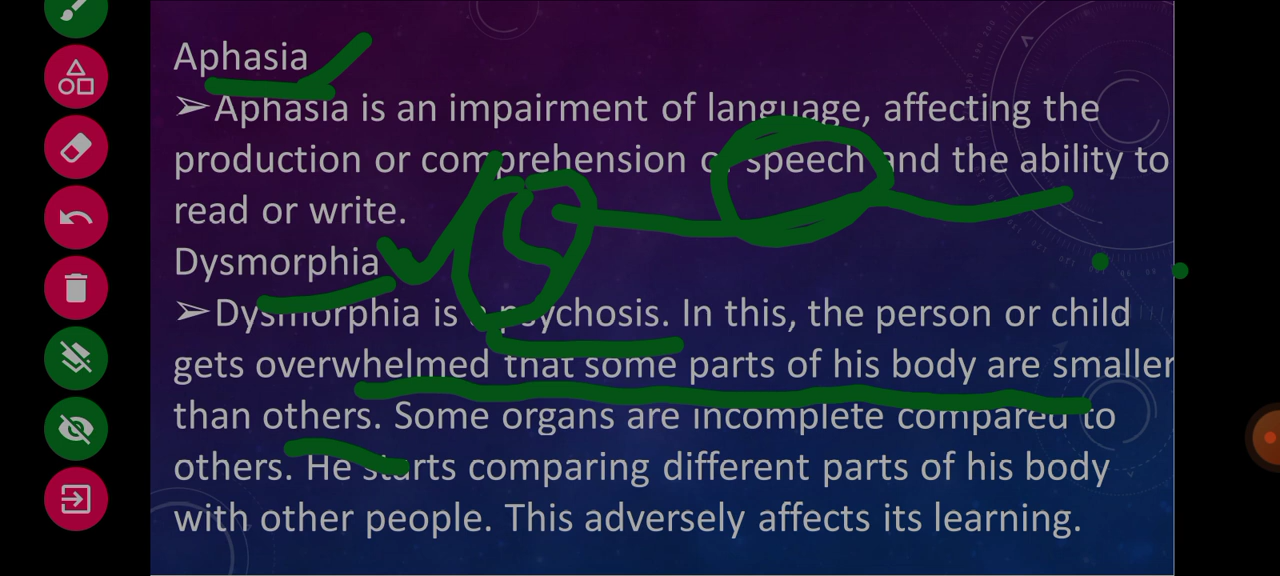 Aphasia
➢Aphasia is an impairment of language, affecting the
production or comprehension of speech and the ability to
read or write.
Dysmorphia
➢Dysmorphia is a psychosis. In this, the person or child
gets overwhelmed that some parts of his body are smaller
than others. Some organs are incomplete compared to
others. He starts comparing different parts of his body
with other people. This adversely affects its learning.